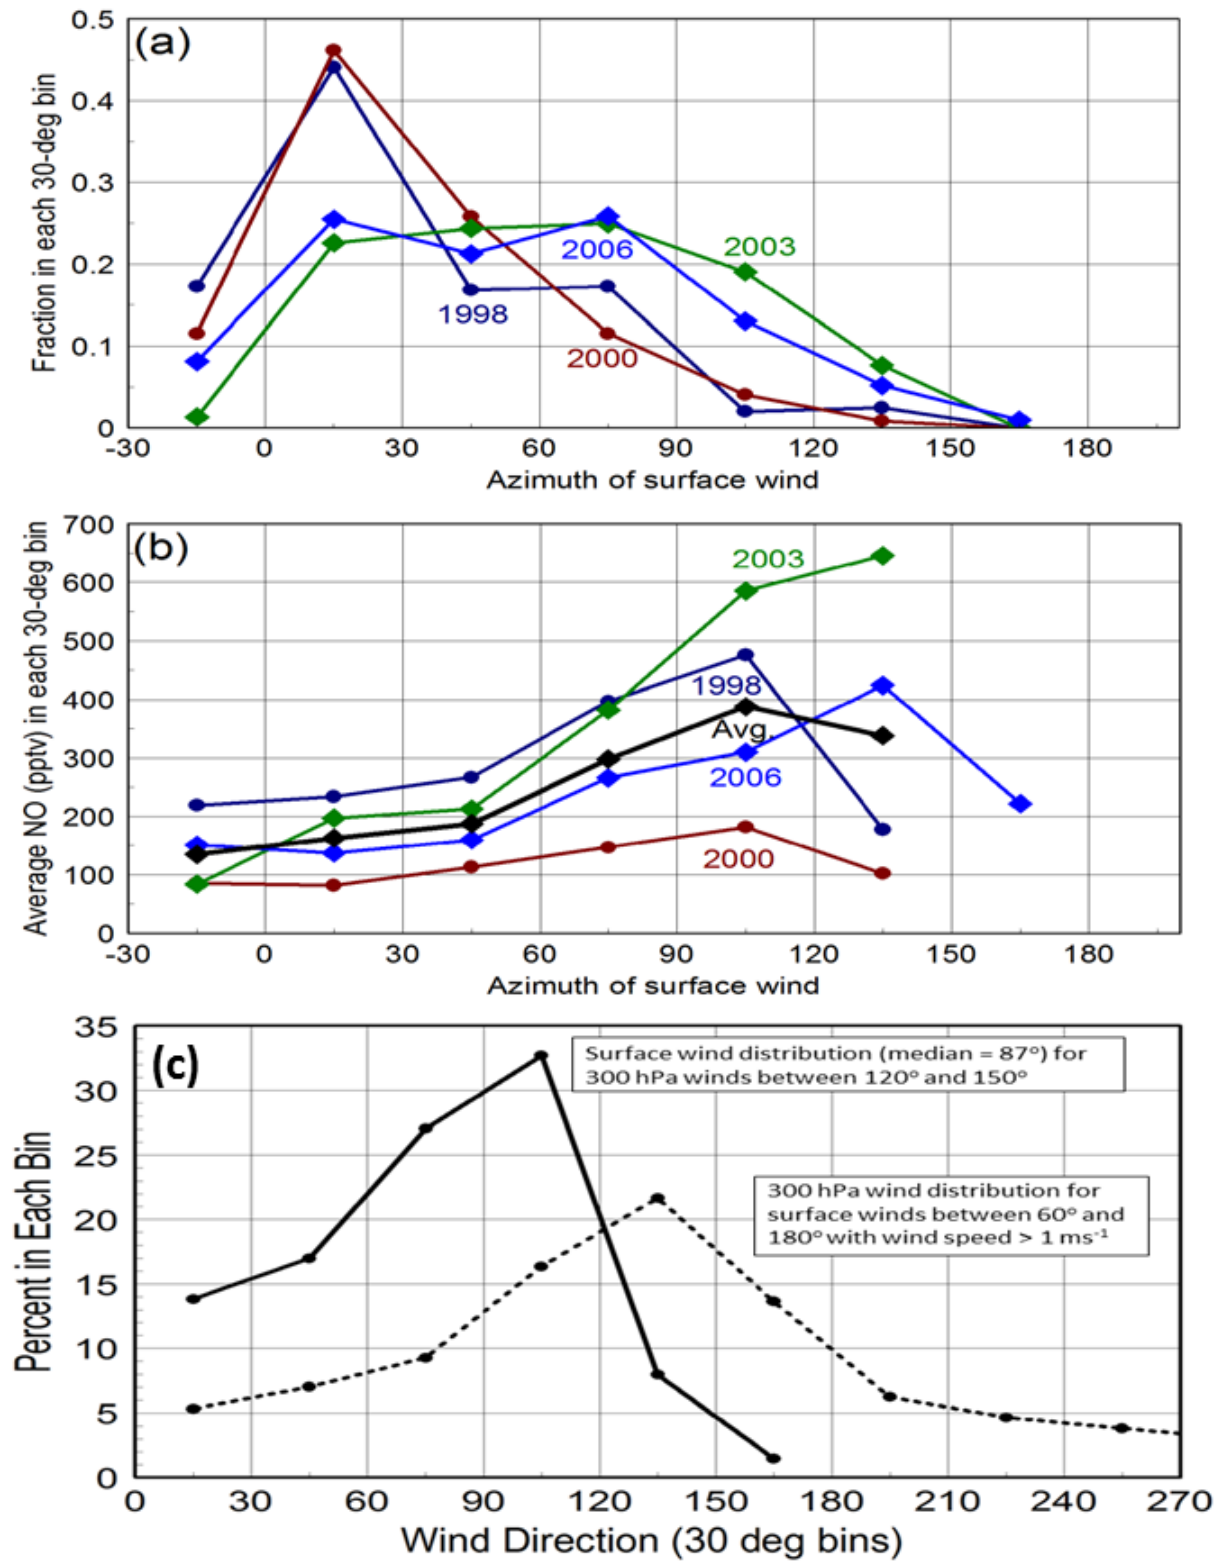 (a)
Fraction in each 30-deg bin
0.5
0.4
0.3
0.2
0.1
0
2006
2003
1998
2000
-30 0 30 60 90 120 150 180
Azimuth of surface wind
(b)
Average NO (pptv) in each 30-deg bin
700
600
500
400
300
200
100
0
2003
1998
Avg.
2006
2000
-30 0 30 60 90 120 150 180
Azimuth of surface wind
(c)
Percent in Each Bin
35
30
25
20
15
10
5
0
Surface wind distribution (median = 87°) for
300 hPa winds between 120° and 150°
300 hPa wind distribution for
surface winds between 60° and
180° with wind speed > 1 ms⁻¹
0 30 60 90 120 150 180 210 240 270
Wind Direction (30 deg bins)